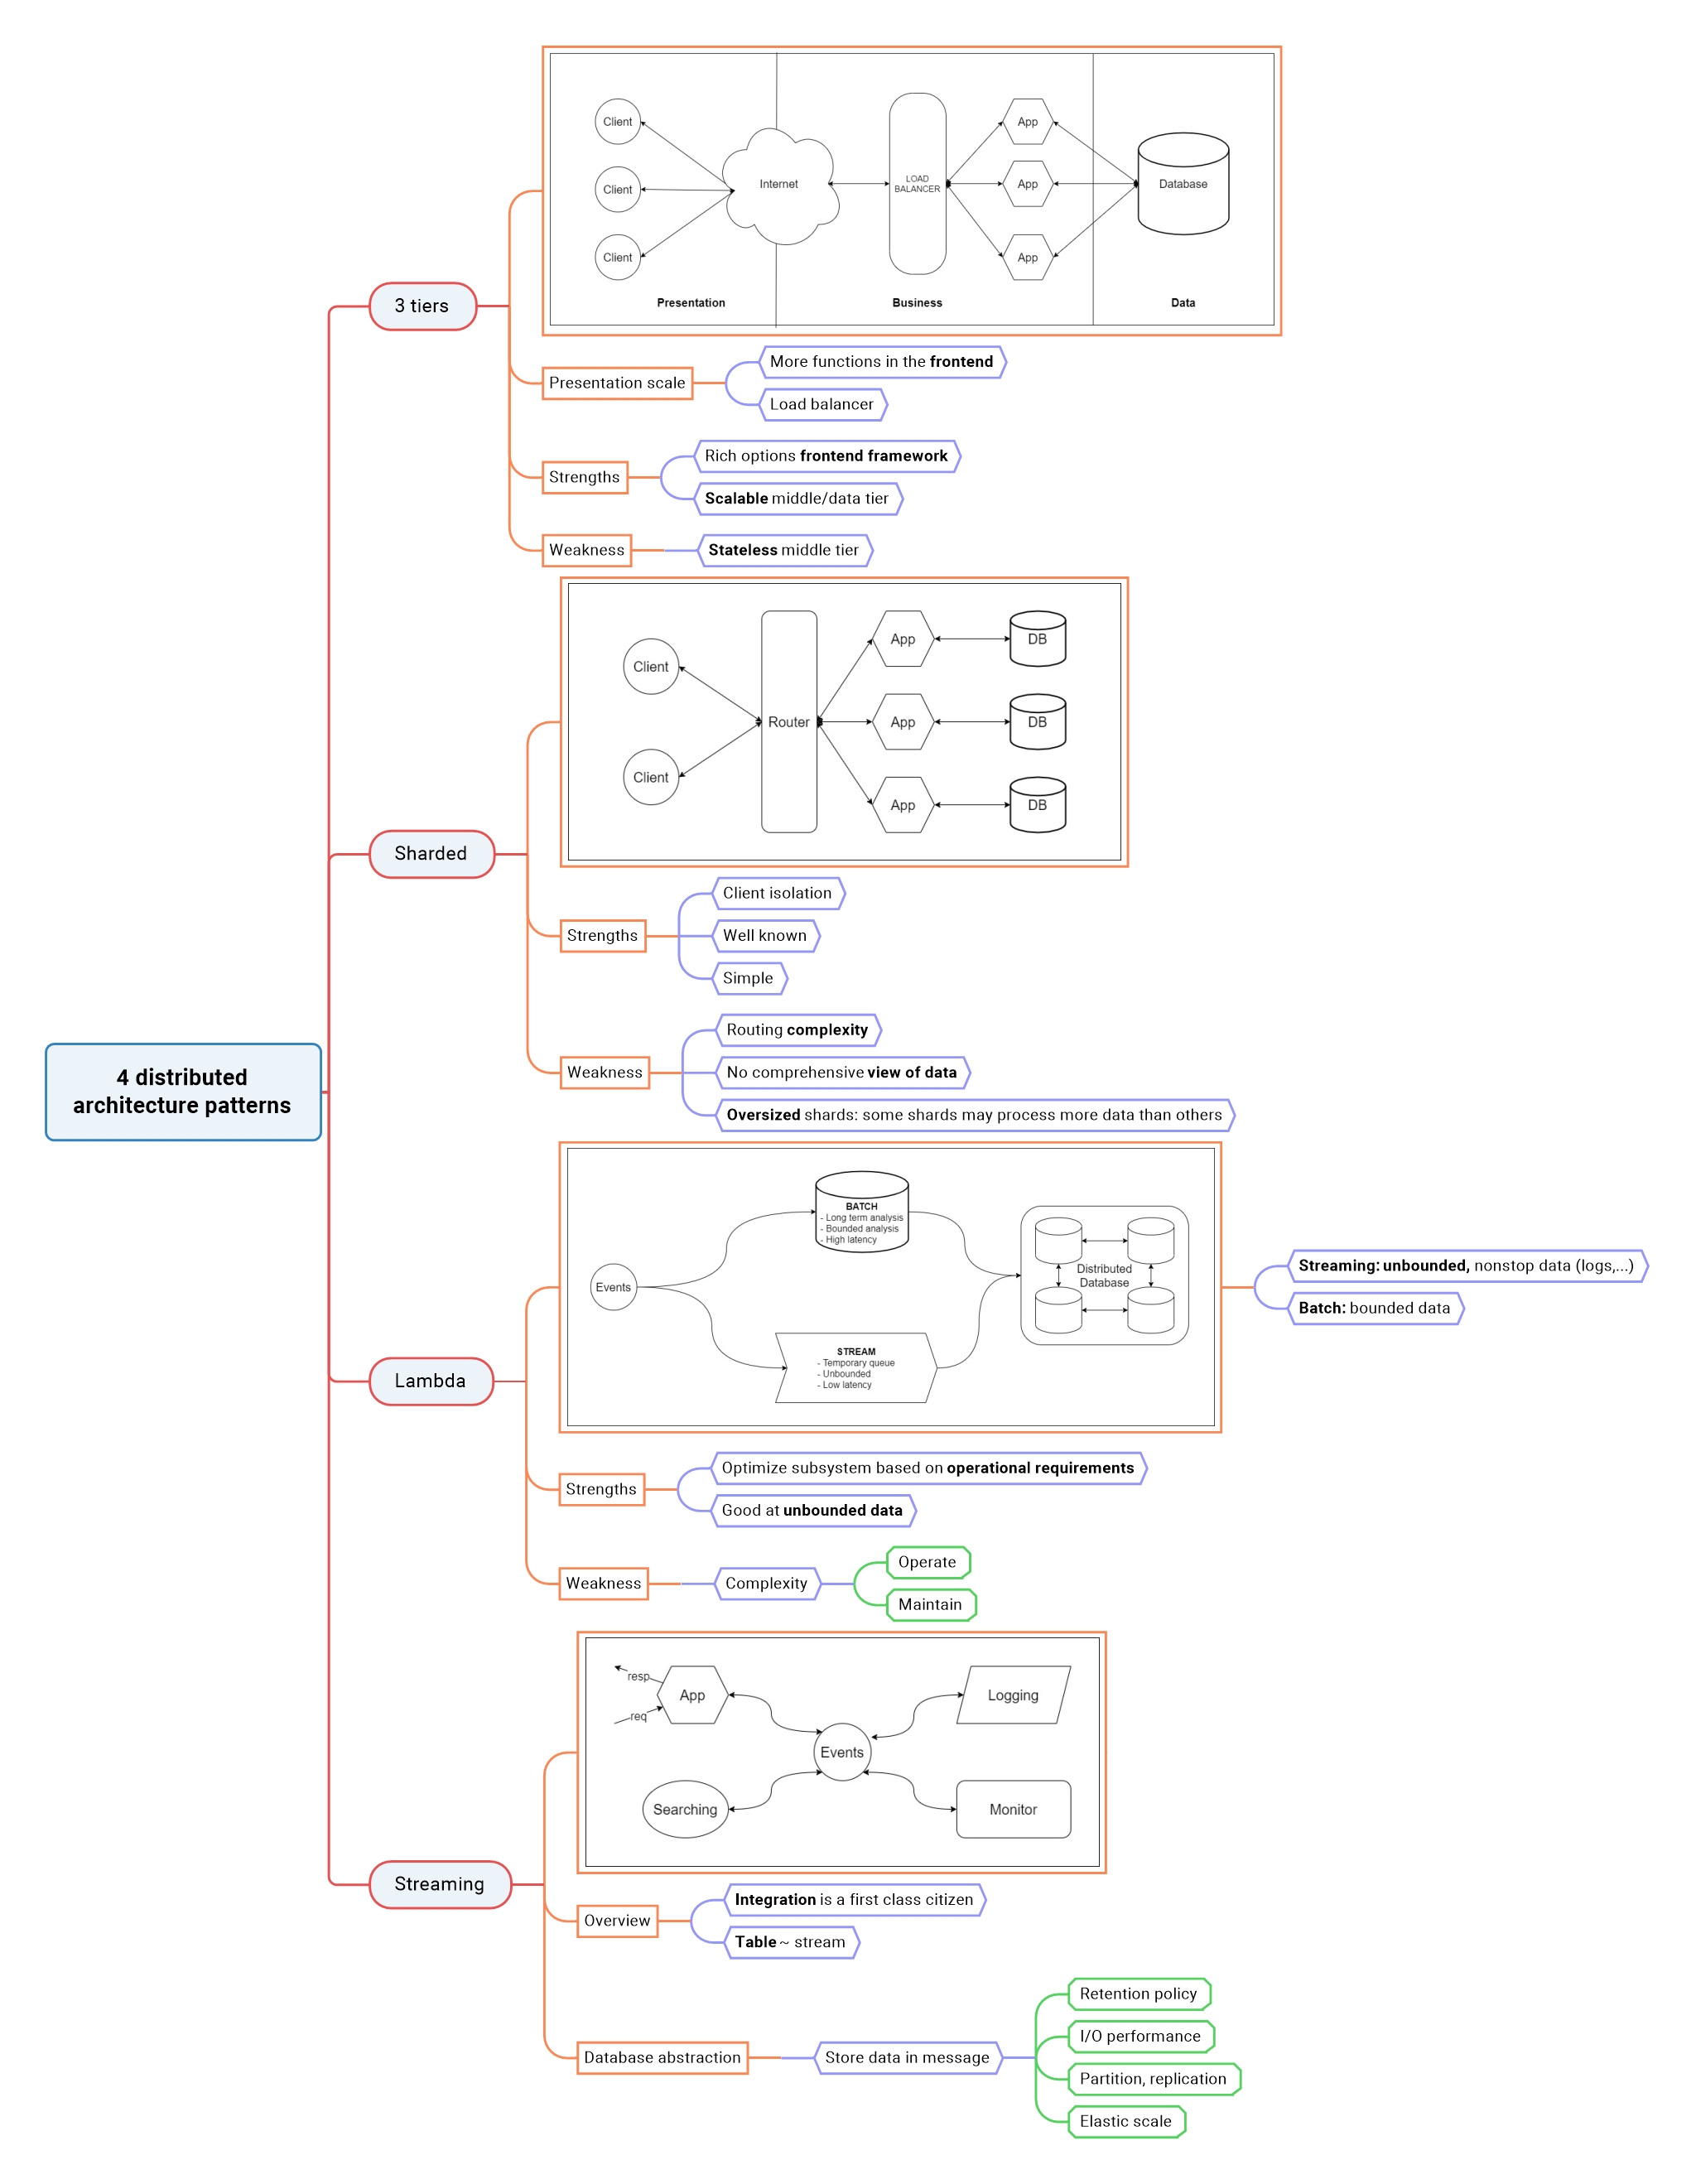 4 distributed
architecture patterns
3 tiers
Client
Client
Client
Internet
LOAD
BALANCER
App
App
App
Database
Presentation
Business
Data
Presentation scale
More functions in the frontend
Load balancer
Strengths
Rich options frontend framework
Scalable middle/data tier
Weakness
Stateless middle tier
Sharded
Client
Client
Router
App
App
App
DB
DB
DB
Strengths
Client isolation
Well known
Simple
Weakness
Routing complexity
No comprehensive view of data
Oversized shards: some shards may process more data than others
Lambda
Events
BATCH
- Long term analysis
- Bounded analysis
- High latency
STREAM
- Temporary queue
- Unbounded
- Low latency
Distributed
Database
Streaming: unbounded, nonstop data (logs,...)
Batch: bounded data
Strengths
Optimize subsystem based on operational requirements
Good at unbounded data
Weakness
Complexity
Operate
Maintain
Streaming
resp
req
App
Logging
Events
Searching
Monitor
Overview
Integration is a first class citizen
Table ~ stream
Database abstraction
Store data in message
Retention policy
I/O performance
Partition, replication
Elastic scale